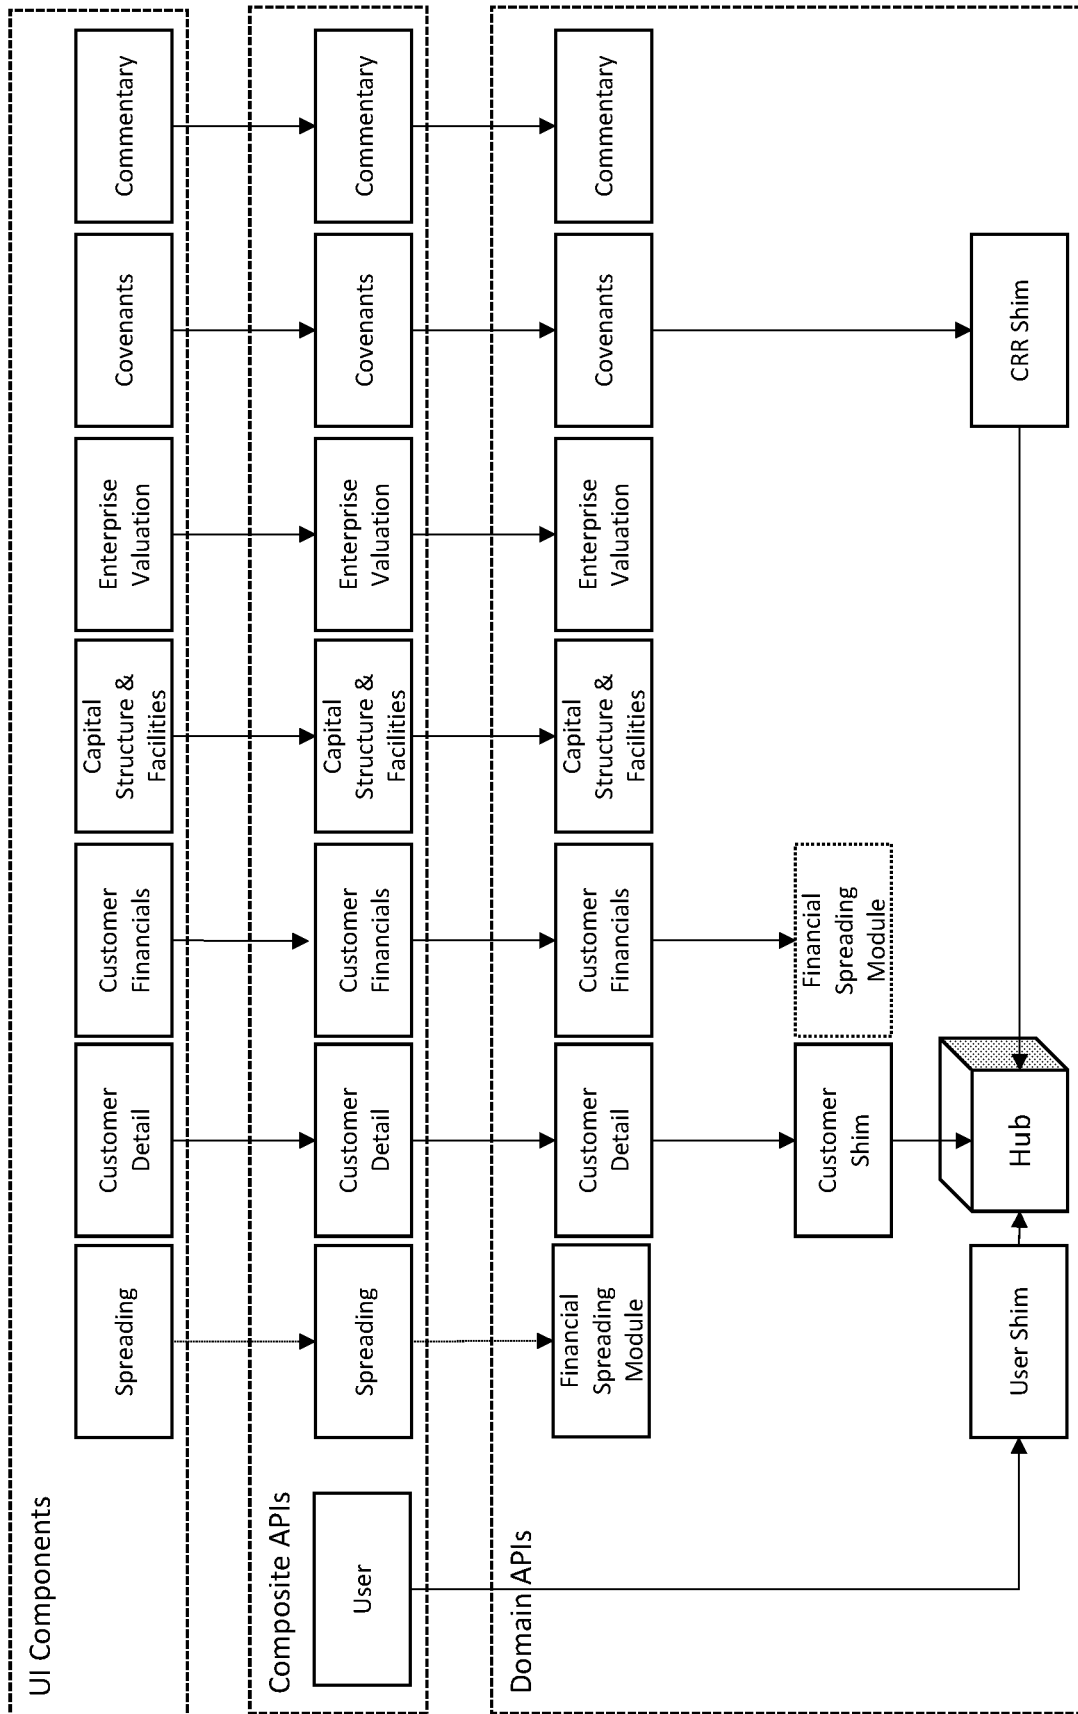 UI Components
Spreading
Customer
Detail
Customer
Financials
Capital
Structure &
Facilities
Enterprise
Valuation
Covenants
Commentary
Composite APIs
User
Spreading
Customer
Detail
Customer
Financials
Capital
Structure &
Facilities
Enterprise
Valuation
Covenants
Commentary
Domain APIs
Financial
Spreading
Module
Customer
Detail
Customer
Financials
Capital
Structure &
Facilities
Enterprise
Valuation
Covenants
Commentary
Customer
Shim
Financial
Spreading
Module
User Shim
Hub
CRR Shim